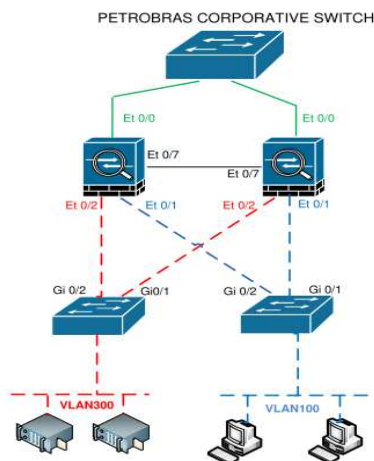 PETROBRAS CORPORATIVE SWITCH
Et 0/0
Et 0/0
Et 0/7
Et 0/7
Et 0/2
Et 0/1
Et 0/2
Et 0/1
Gi 0/2
Gi0/1
Gi 0/2
Gi 0/1
VLAN300
VLAN100